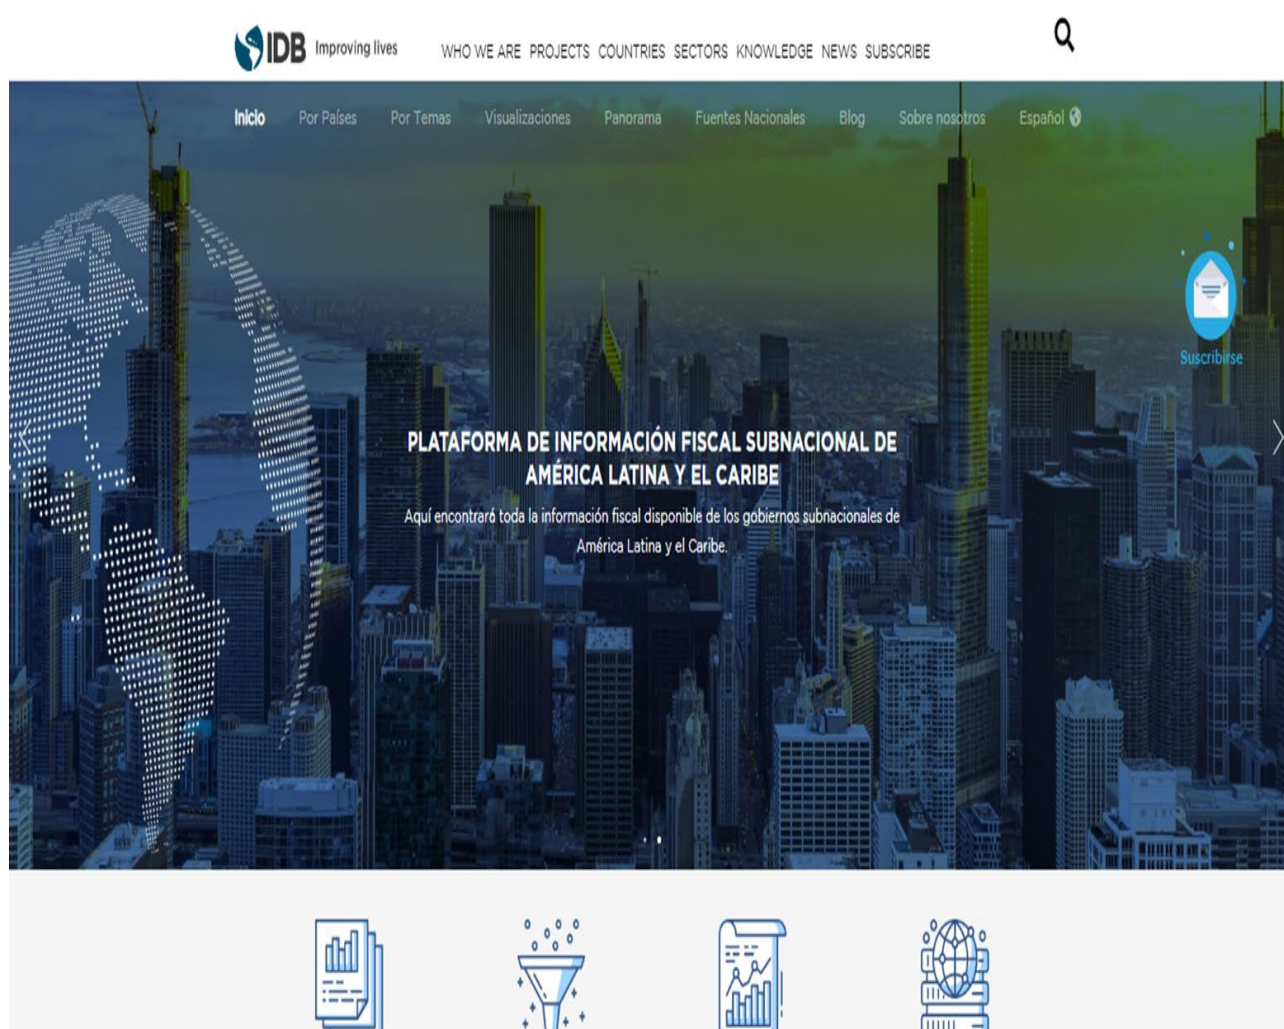 IDB Improving lives
WHO WE ARE PROJECTS COUNTRIES SECTORS KNOWLEDGE NEWS SUBSCRIBE
Inicio Por Países Por Temas Visualizaciones Panorama Fuentes Nacionales Blog Sobre nosotros Español
Suscribirse
PLATAFORMA DE INFORMACIÓN FISCAL SUBNACIONAL DE
AMÉRICA LATINA Y EL CARIBE
Aquí encontrará toda la información fiscal disponible de los gobiernos subnacionales de
América Latina y el Caribe.